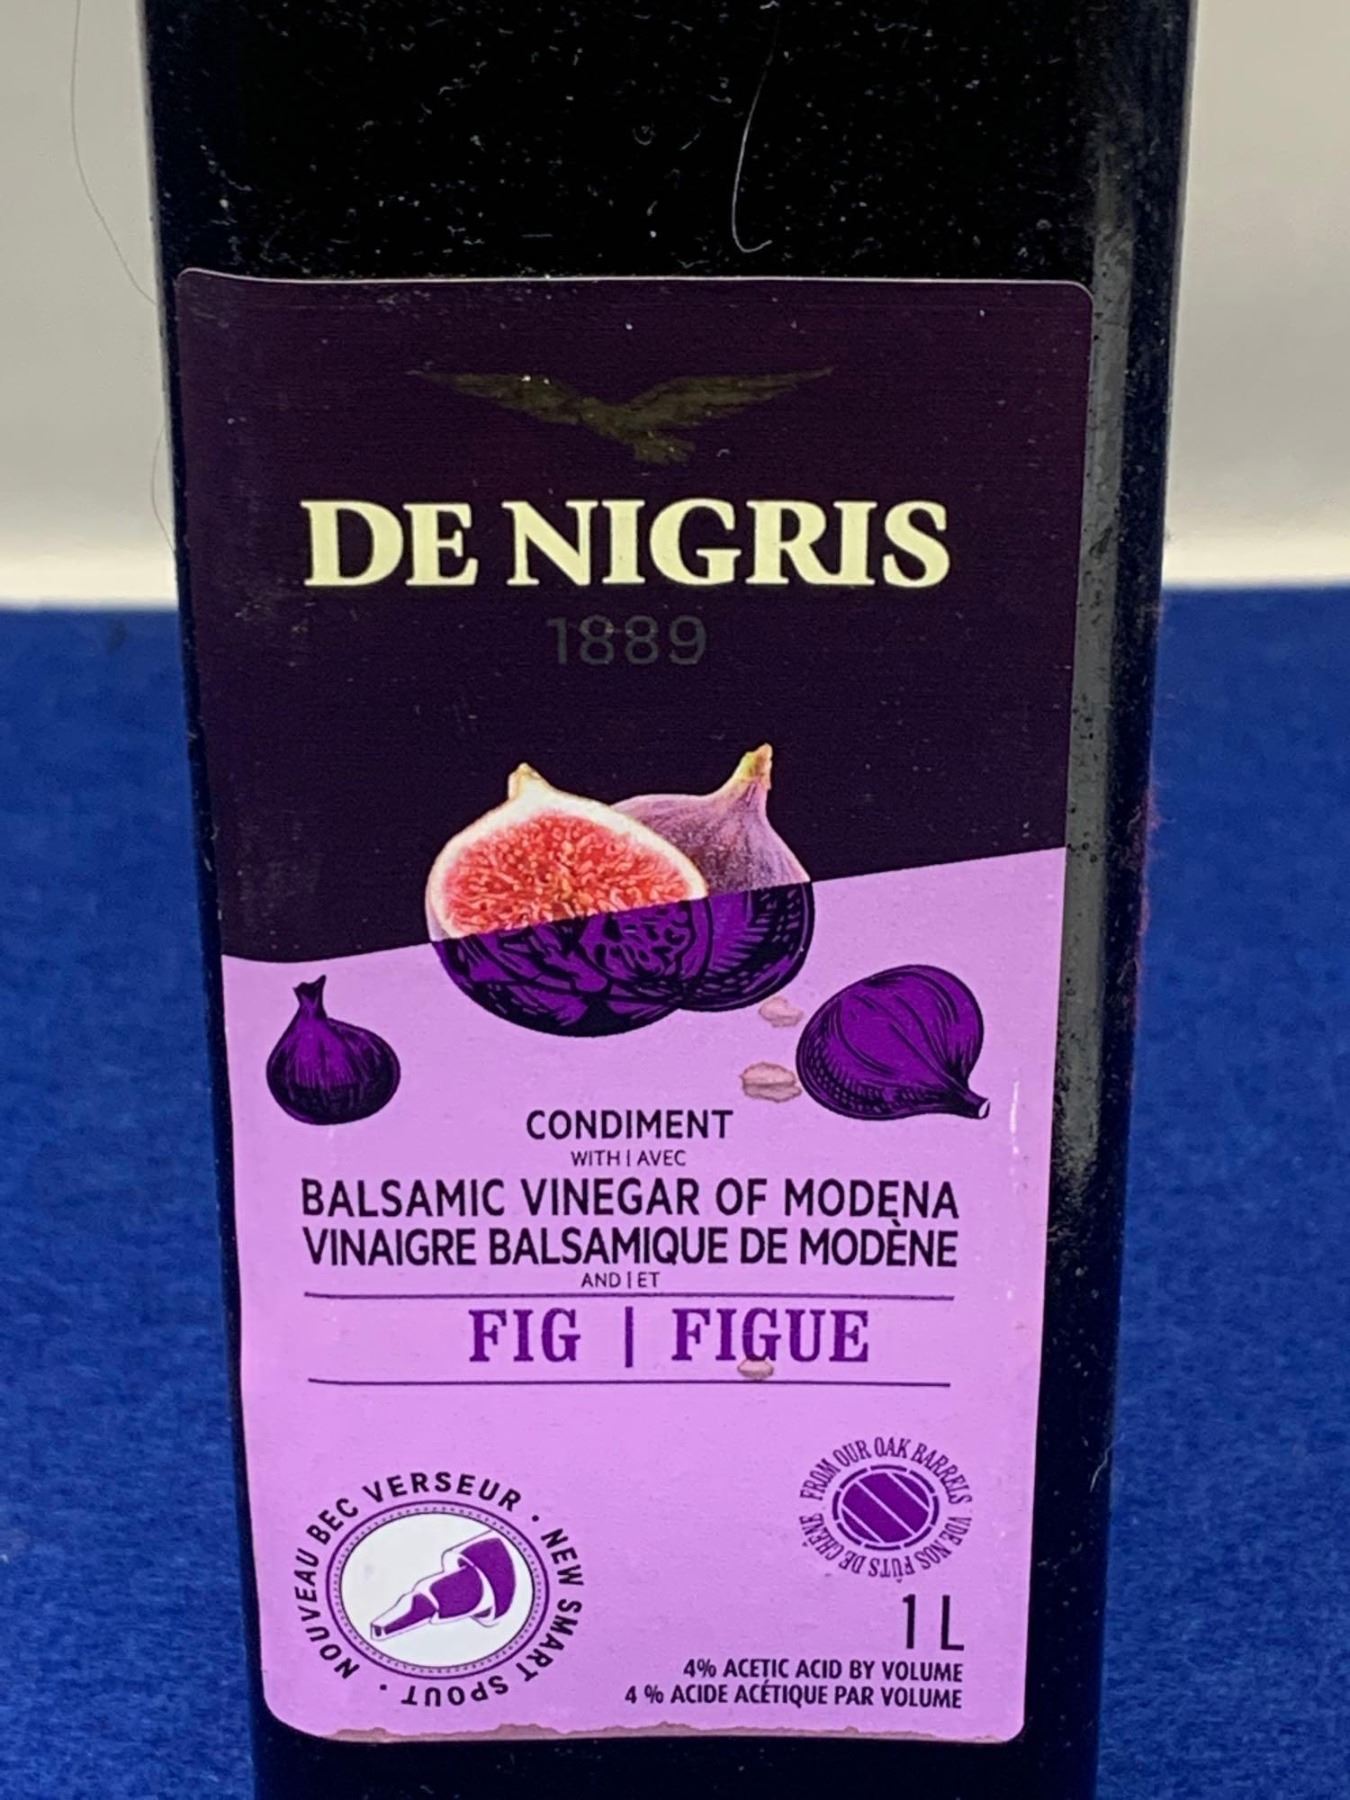 DE NIGRIS
1889
CONDIMENT
WITH | AVEC
BALSAMIC VINEGAR OF MODENA
VINAIGRE BALSAMIQUE DE MODÈNE
AND | ET
FIG | FIGUE
NOUVEAU BEC VERSEUR · NEW SMART SPOUT ·
FROM OUR OAK BARRELS · VDE NOS FÛTS DE CHÊNE
1 L
4% ACETIC ACID BY VOLUME
4 % ACIDE ACÉTIQUE PAR VOLUME